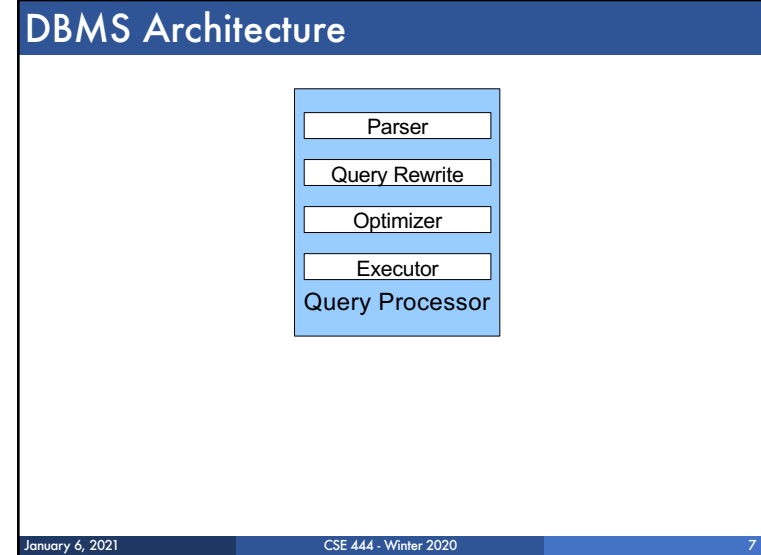 DBMS Architecture
Parser
Query Rewrite
Optimizer
Executor
Query Processor
January 6, 2021
CSE 444 - Winter 2020
7